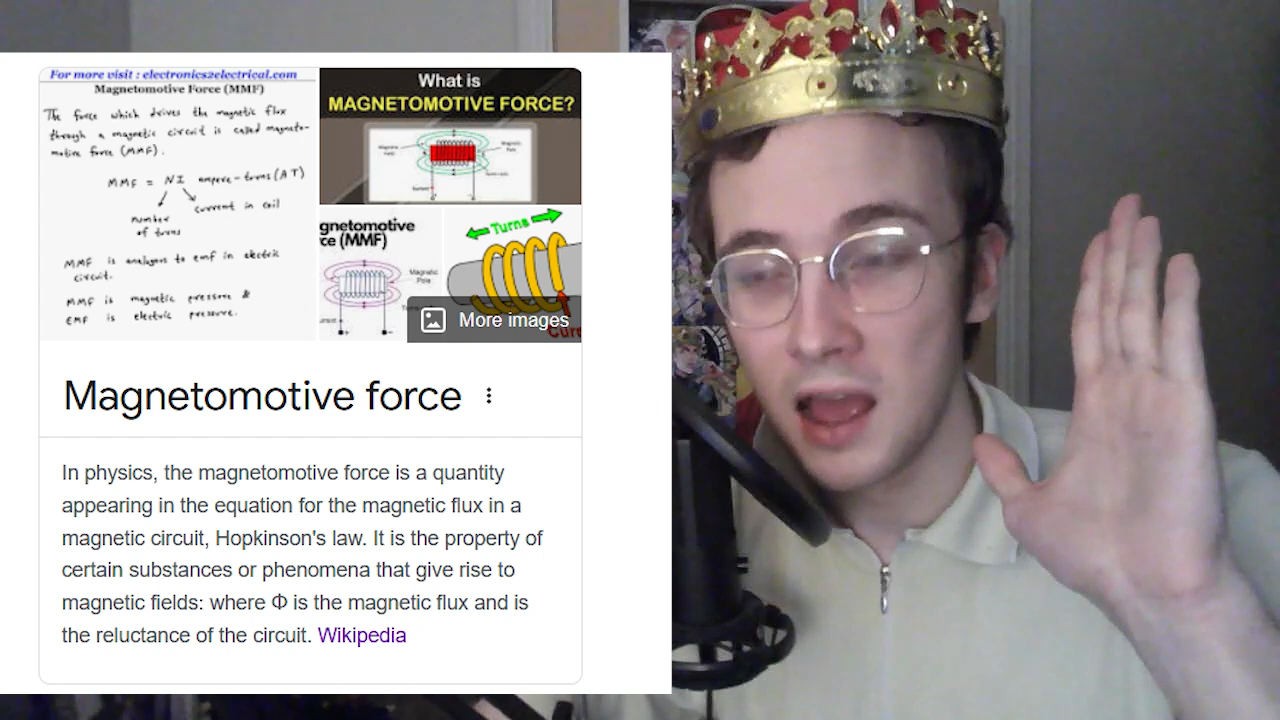 For more visit : electronics2electrical.com
Magnetomotive Force (MMF)
The force which drives the magnetic flux
through a magnetic circuit is called magneto-
motive force (MMF).
MMF = NI ampere-turns (AT)
number
of turns
current in coil
MMF is analogous to emf in electric
circuit.
MMF is magnetic pressure &
EMF is electric pressure.
What is
MAGNETOMOTIVE FORCE?
gnetomotive
ce (MMF)
Magnetic
Pole
Turns
More images
Magnetomotive force
In physics, the magnetomotive force is a quantity
appearing in the equation for the magnetic flux in a
magnetic circuit, Hopkinson's law. It is the property of
certain substances or phenomena that give rise to
magnetic fields: where Φ is the magnetic flux and is
the reluctance of the circuit. Wikipedia